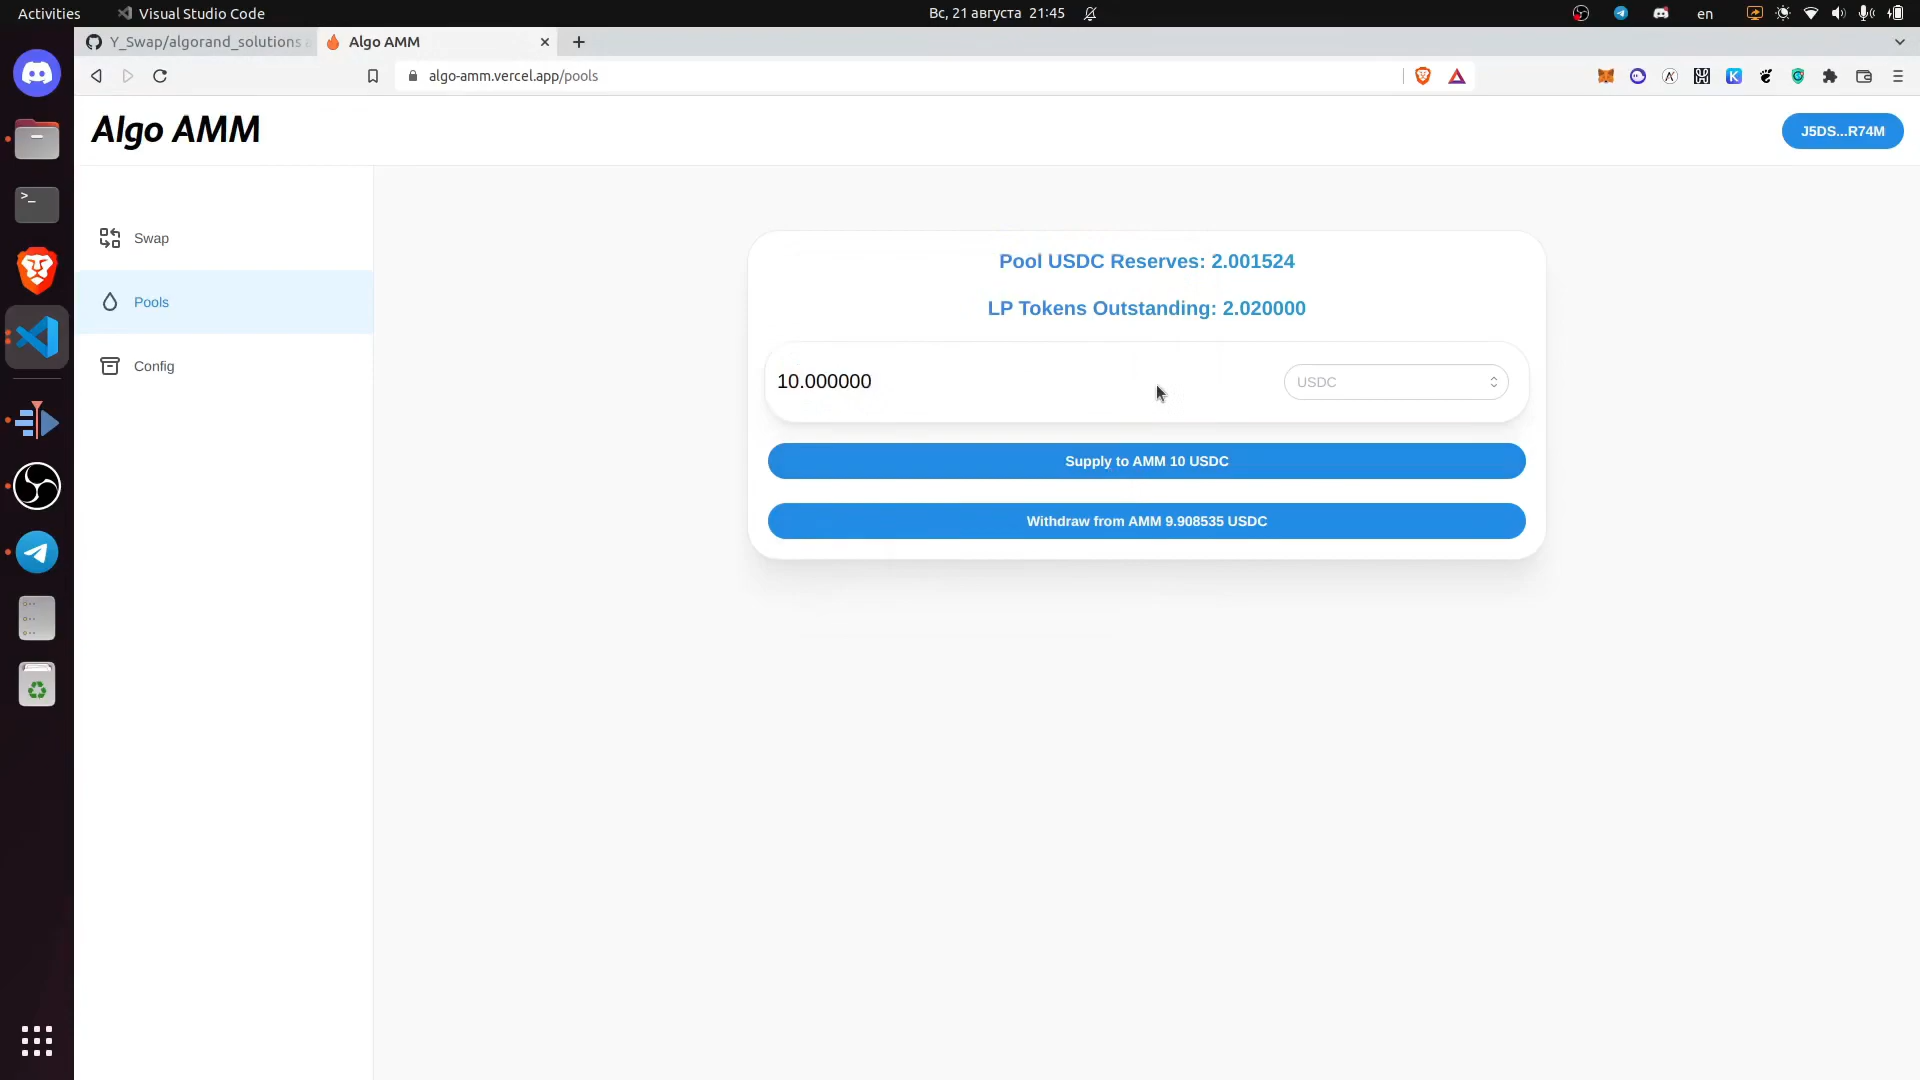 Activities
Visual Studio Code
Вс, 21 августа 21:45
en
Y_Swap/algorand_solutions
Algo AMM
algo-amm.vercel.app/pools
Algo AMM
J5DS...R74M
Swap
Pools
Config
Pool USDC Reserves: 2.001524
LP Tokens Outstanding: 2.020000
10.000000
USDC
Supply to AMM 10 USDC
Withdraw from AMM 9.908535 USDC